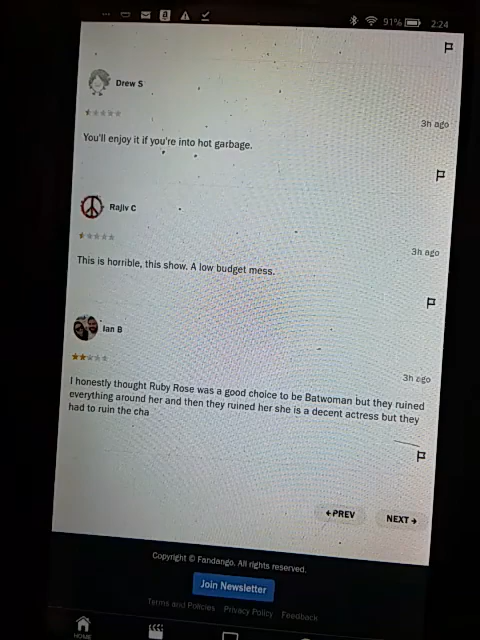 91% 2:24
Drew S
3h ago
You'll enjoy it if you're into hot garbage.
Rajiv C
3h ago
This is horrible, this show. A low budget mess.
Ian B
3h ago
I honestly thought Ruby Rose was a good choice to be Batwoman but they ruined
everything around her and then they ruined her she is a decent actress but they
had to ruin the cha
←PREV NEXT→
Copyright © Fandango. All rights reserved.
Join Newsletter
Terms and Policies Privacy Policy Feedback
HOME